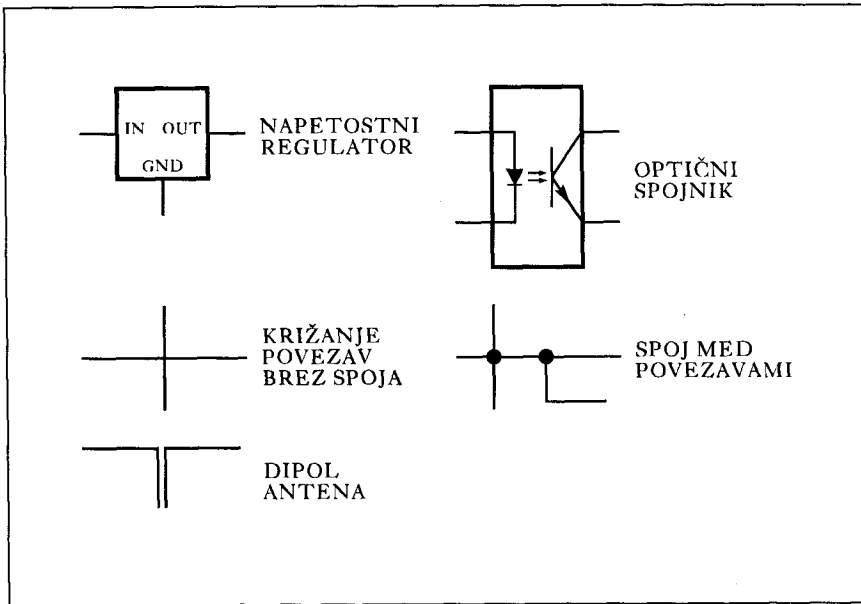 IN OUT
GND
NAPETOSTNI
REGULATOR
OPTIČNI
SPOJNIK
KRIŽANJE
POVEZAV
BREZ SPOJA
SPOJ MED
POVEZAVAMI
DIPOL
ANTENA